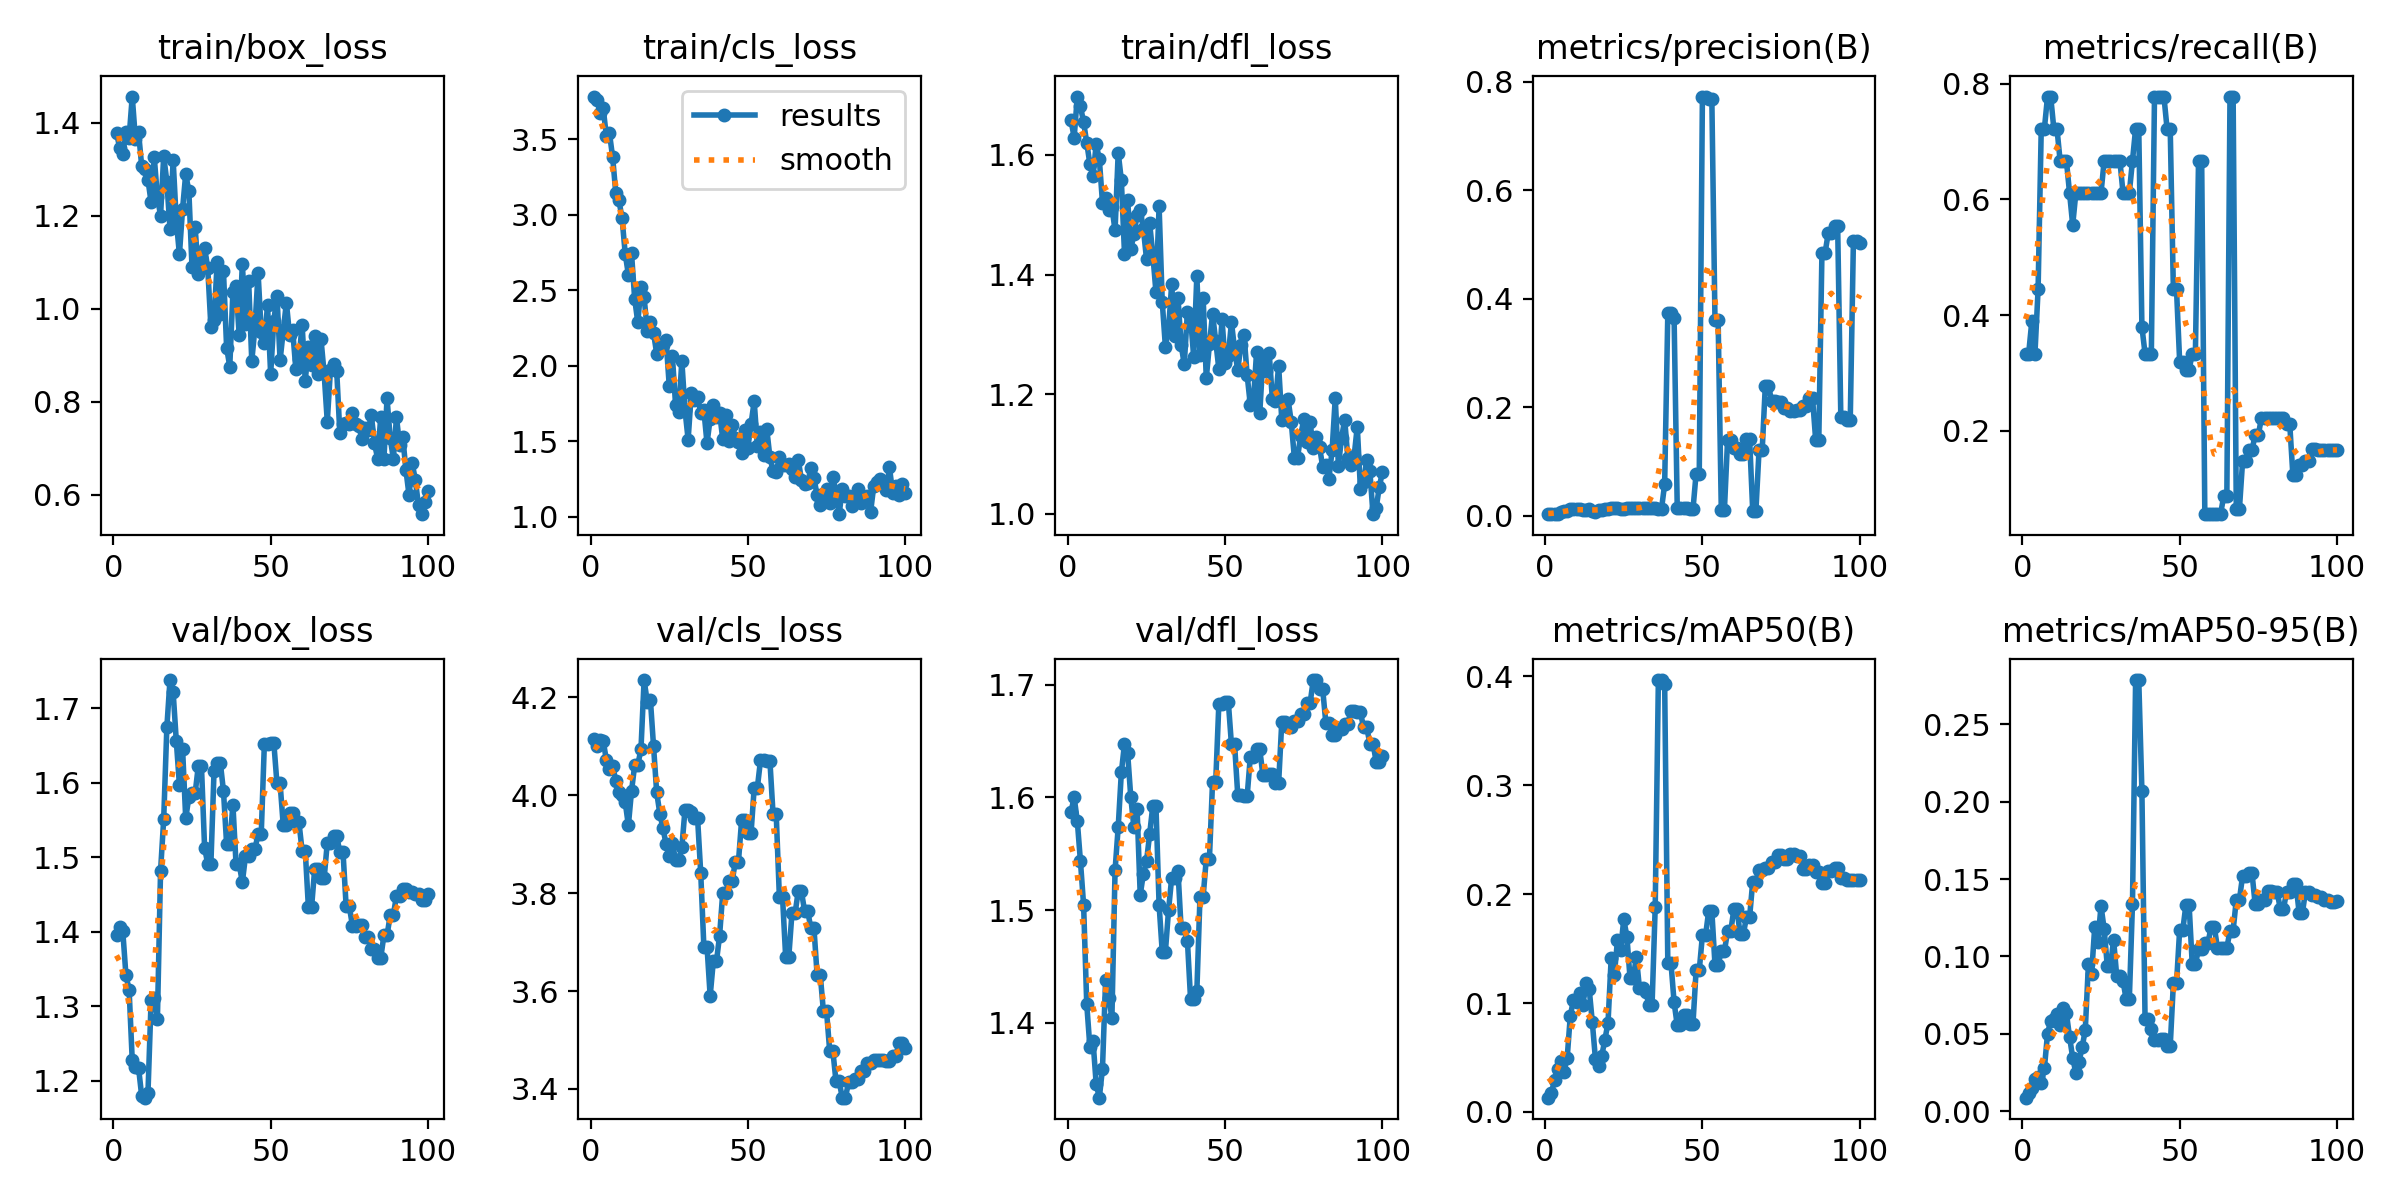 train/box_loss
1.4
1.2
1.0
0.8
0.6
0 50 100
train/cls_loss
results
smooth
3.5
3.0
2.5
2.0
1.5
1.0
0 50 100
train/dfl_loss
1.6
1.4
1.2
1.0
0 50 100
metrics/precision(B)
0.8
0.6
0.4
0.2
0.0
0 50 100
metrics/recall(B)
0.8
0.6
0.4
0.2
0 50 100
val/box_loss
1.7
1.6
1.5
1.4
1.3
1.2
0 50 100
val/cls_loss
4.2
4.0
3.8
3.6
3.4
0 50 100
val/dfl_loss
1.7
1.6
1.5
1.4
0 50 100
metrics/mAP50(B)
0.4
0.3
0.2
0.1
0.0
0 50 100
metrics/mAP50-95(B)
0.25
0.20
0.15
0.10
0.05
0.00
0 50 100